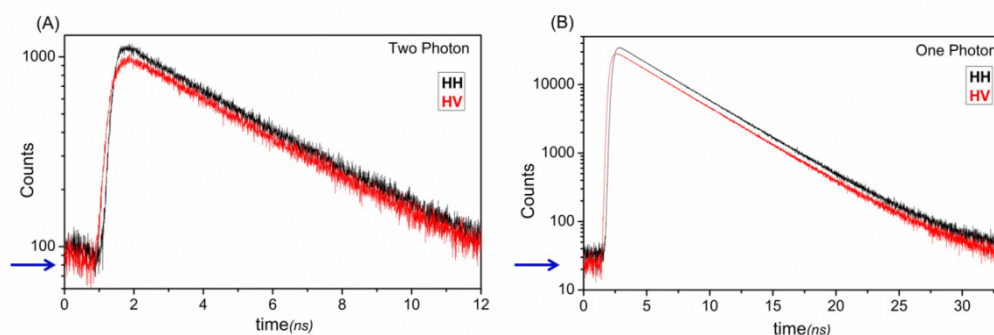 (A)
Two Photon
HH
HV
1000
100
Counts
0 2 4 6 8 10 12
time(ns)
(B)
One Photon
HH
HV
10000
1000
100
10
Counts
0 5 10 15 20 25 30
time(ns)